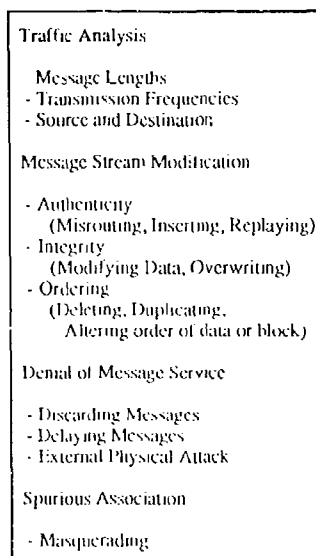 Traffic Analysis
Message Lengths
- Transmission Frequencies
- Source and Destination
Message Stream Modification
- Authenticity
(Misrouting, Inserting, Replaying)
- Integrity
(Modifying Data, Overwriting)
- Ordering
(Deleting, Duplicating,
Altering order of data or block)
Denial of Message Service
- Discarding Messages
- Delaying Messages
- External Physical Attack
Spurious Association
- Masquerading